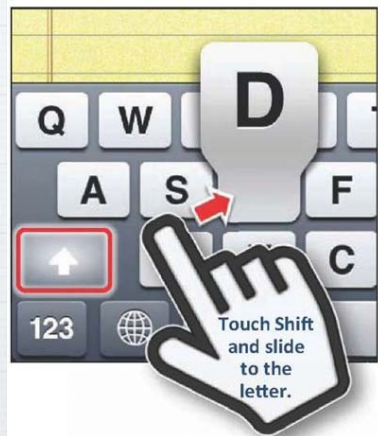 D
Q W
A S F
C
123
Touch Shift
and slide
to the
letter.